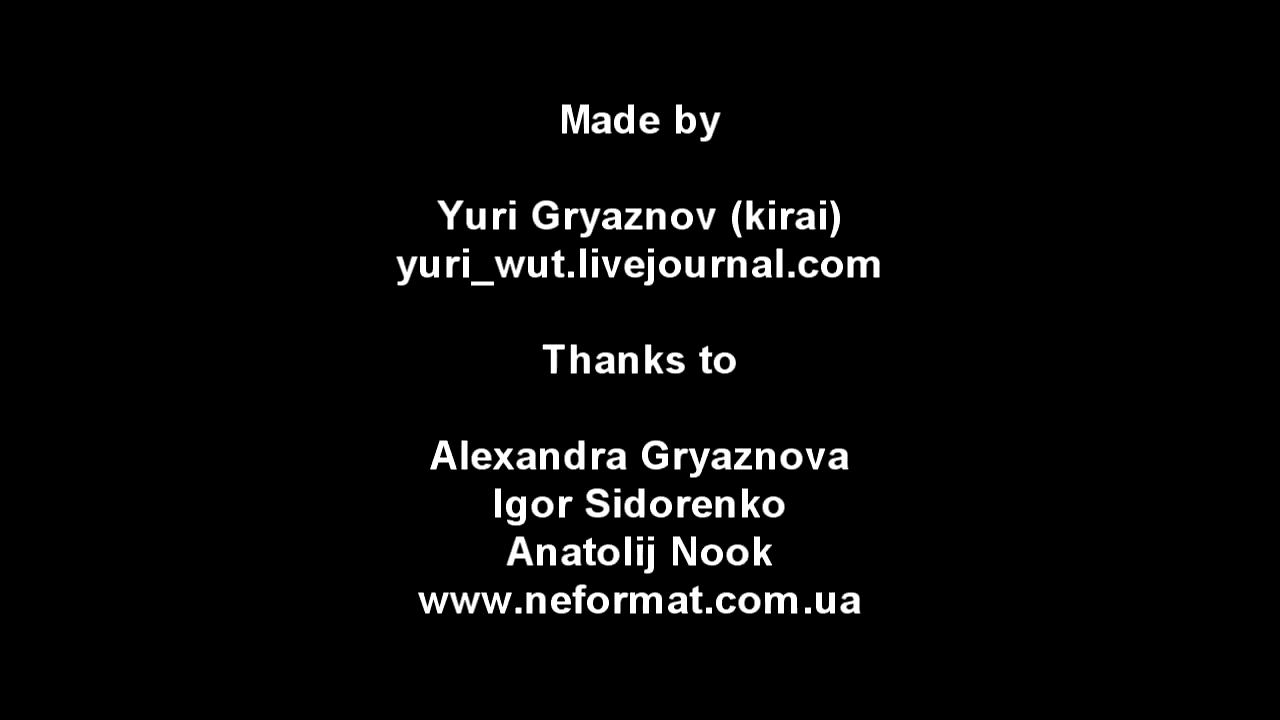 Made by
Yuri Gryaznov (kirai)
yuri_wut.livejournal.com
Thanks to
Alexandra Gryaznova
Igor Sidorenko
Anatolij Nook
www.neformat.com.ua